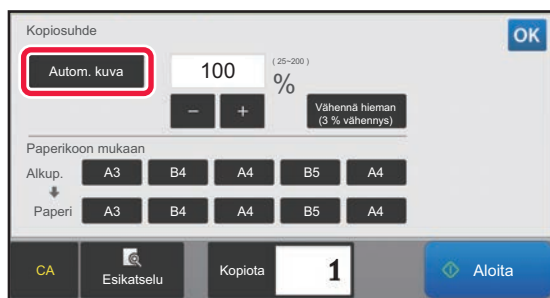 Kopiosuhde
OK
Autom. kuva
100
(25~200)
%
− +
Vähennä hieman
(3 % vähennys)
Paperikoon mukaan
Alkup. A3 B4 A4 B5 A4
Paperi A3 B4 A4 B5 A4
CA
Esikatselu
Kopiota
1
Aloita